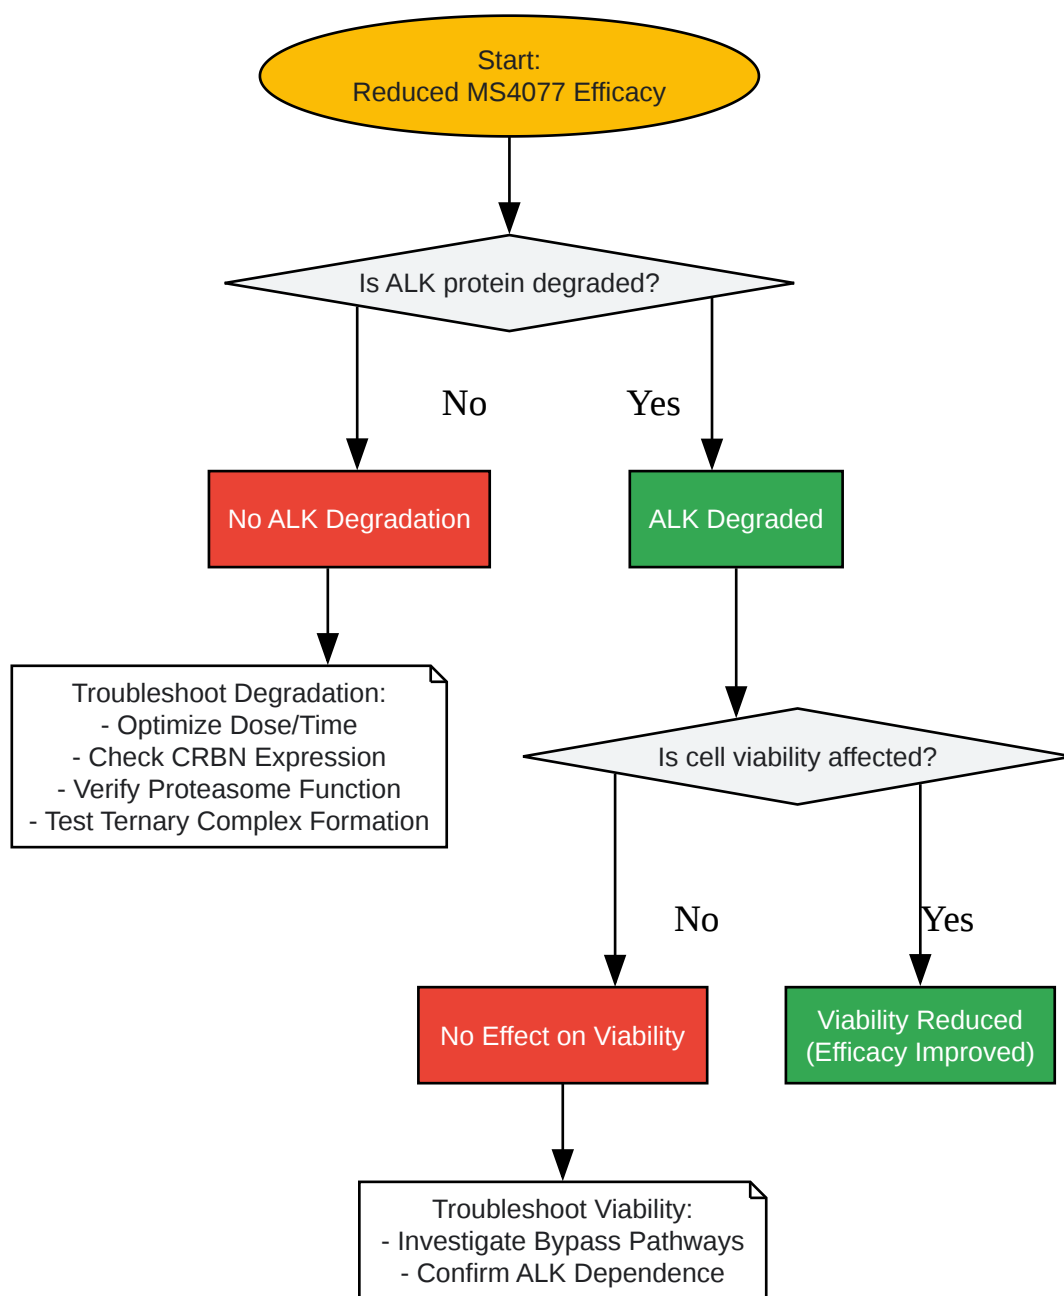 Start:
Reduced MS4077 Efficacy
Is ALK protein degraded?
No
Yes
No ALK Degradation
ALK Degraded
Troubleshoot Degradation:
- Optimize Dose/Time
- Check CRBN Expression
- Verify Proteasome Function
- Test Ternary Complex Formation
Is cell viability affected?
No
Yes
No Effect on Viability
Viability Reduced
(Efficacy Improved)
Troubleshoot Viability:
- Investigate Bypass Pathways
- Confirm ALK Dependence